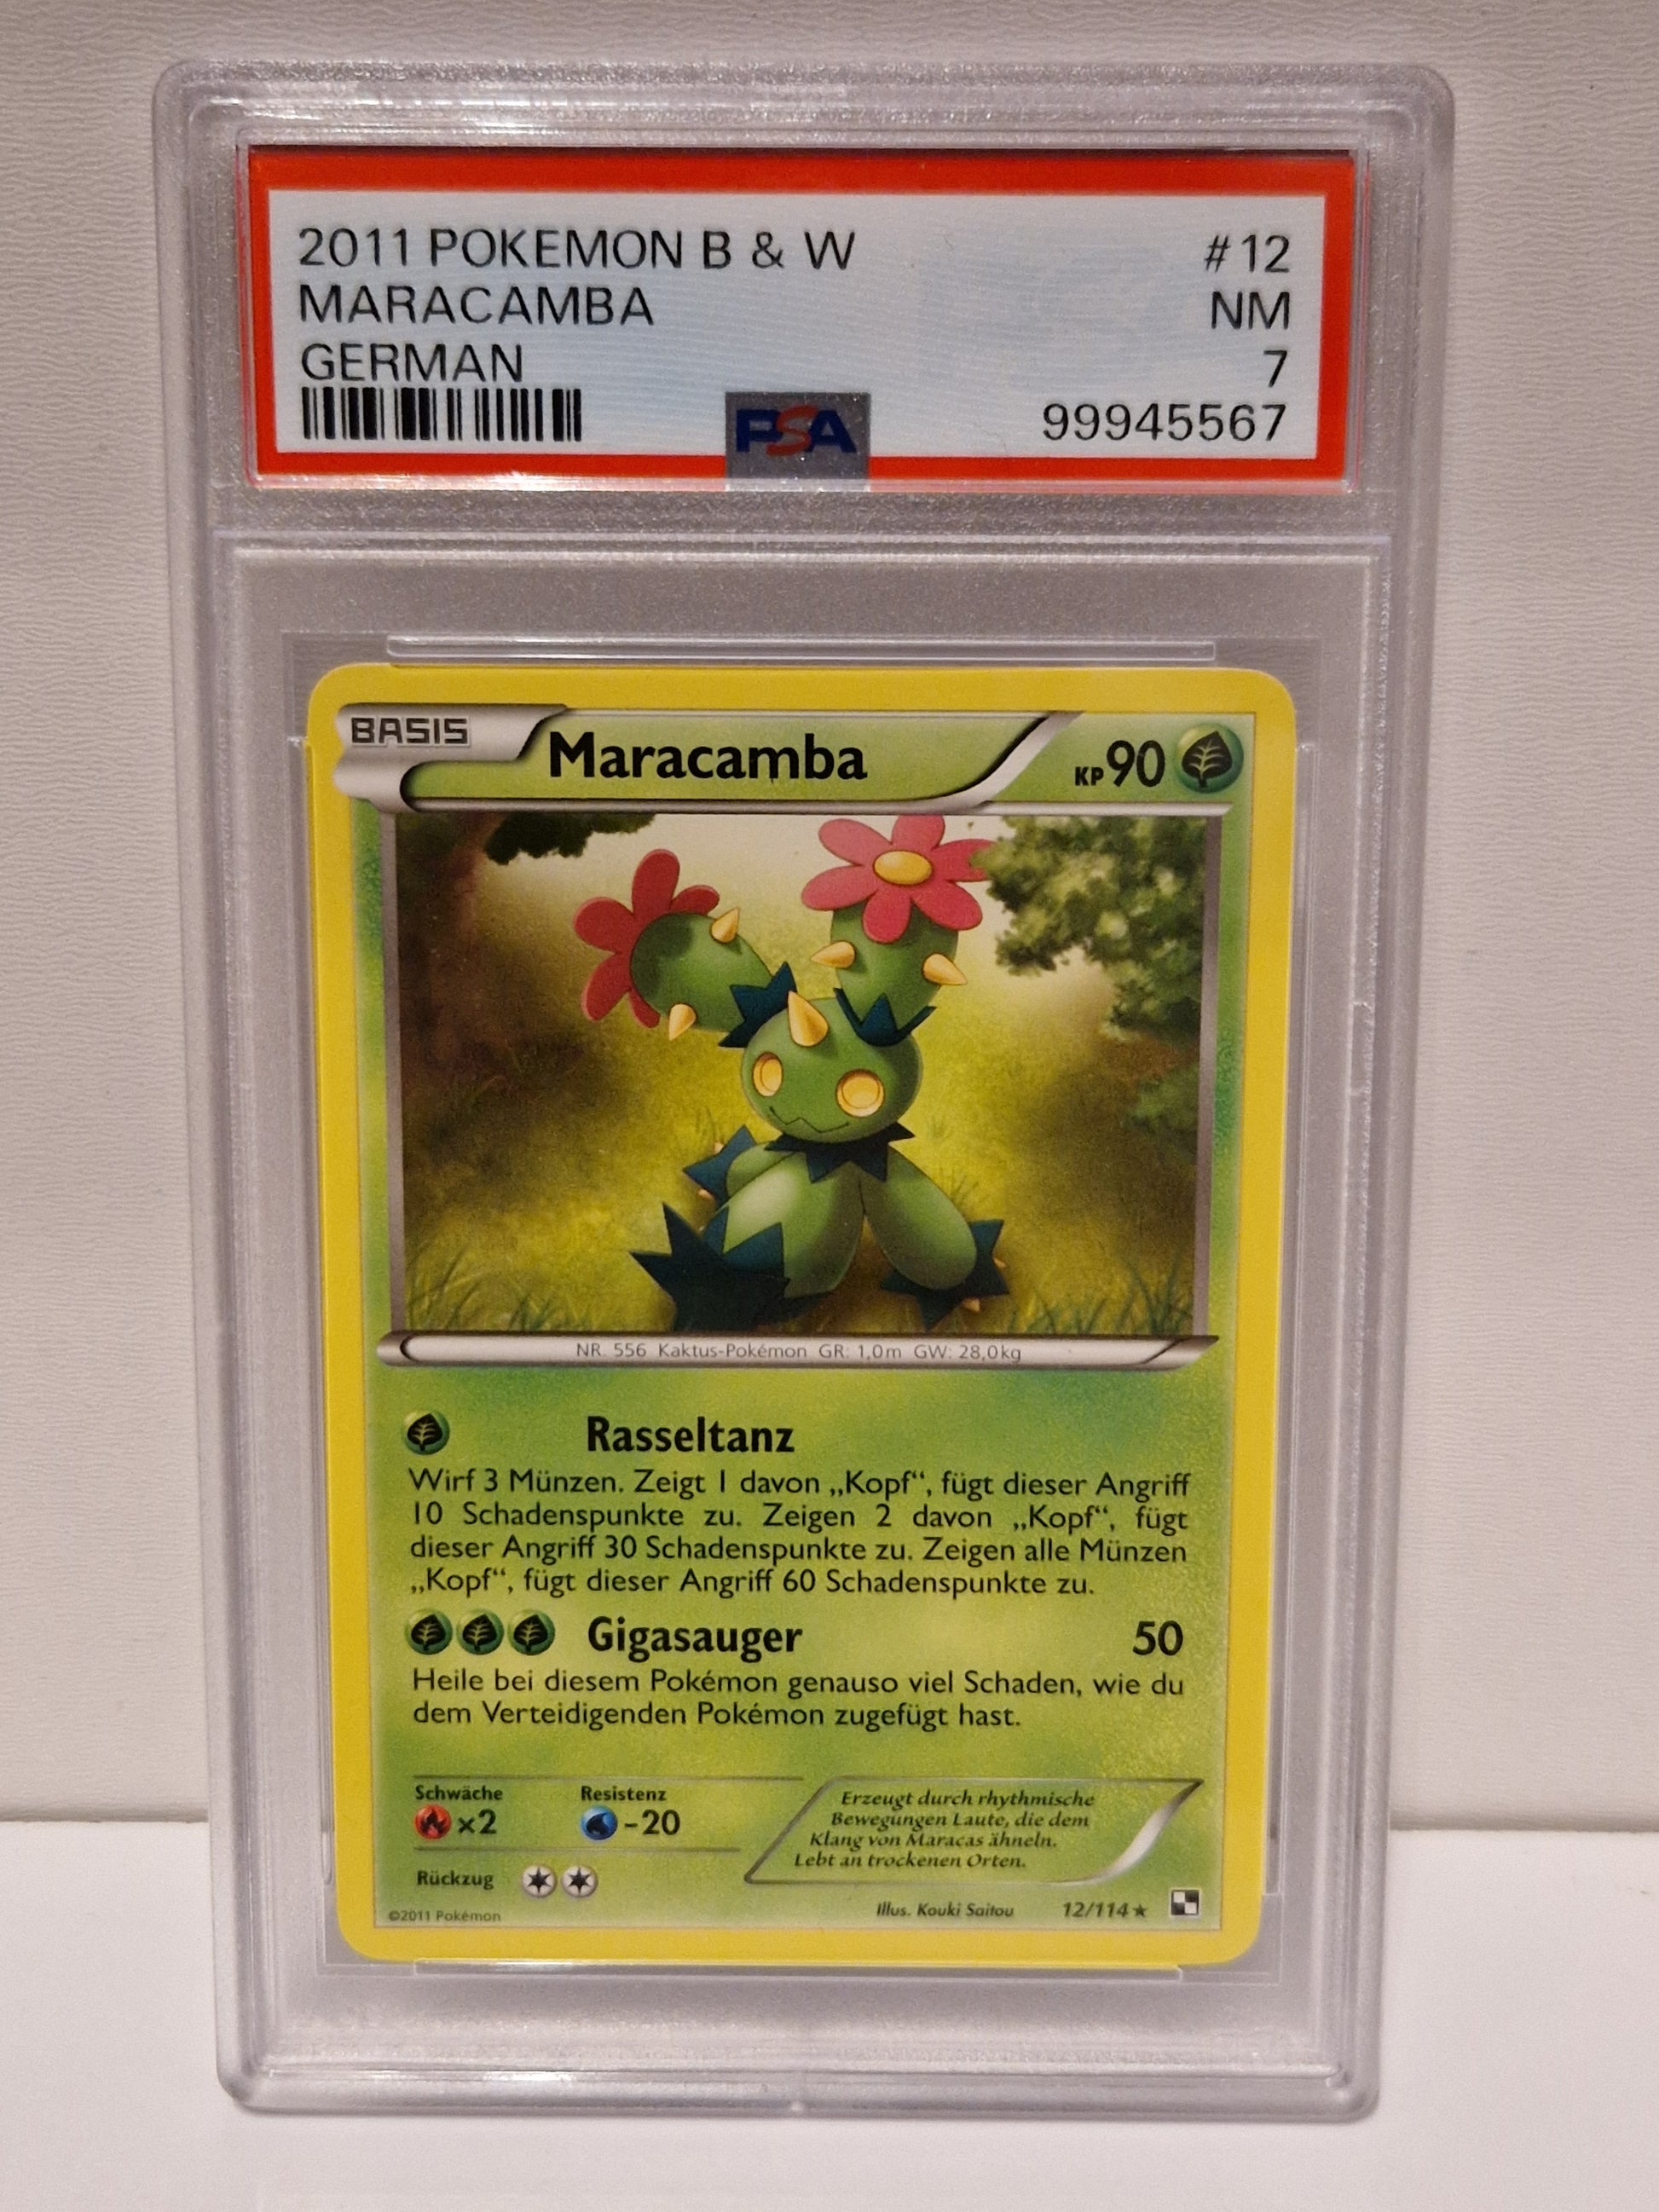 2011 POKEMON B & W #12
MARACAMBA NM
GERMAN 7
PSA 99945567
BASIS Maracamba KP90
NR. 556 Kaktus-Pokémon GR: 1,0m GW: 28,0kg
Rasseltanz
Wirf 3 Münzen. Zeigt 1 davon „Kopf“, fügt dieser Angriff
10 Schadenspunkte zu. Zeigen 2 davon „Kopf“, fügt
dieser Angriff 30 Schadenspunkte zu. Zeigen alle Münzen
„Kopf“, fügt dieser Angriff 60 Schadenspunkte zu.
Gigasauger 50
Heile bei diesem Pokémon genauso viel Schaden, wie du
dem Verteidigenden Pokémon zugefügt hast.
Schwäche Resistenz
×2 -20
Rückzug
Erzeugt durch rhythmische
Bewegungen Laute, die dem
Klang von Maracas ähneln.
Lebt an trockenen Orten.
©2011 Pokémon Illus. Kouki Saitou 12/114★